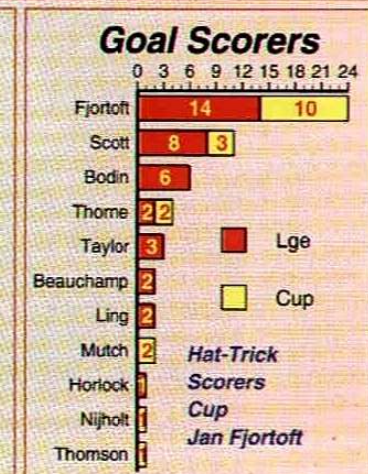 Goal Scorers
0 3 6 9 12 15 18 21 24
Fjortoft 14 10
Scott 8 3
Bodin 6
Thorne 2 2
Taylor 3
Lge
Beauchamp 2
Cup
Ling 2
Mutch 2
Hat-Trick
Horlock 1
Scorers
Cup
Nijholt 1
Jan Fjortoft
Thomson 1